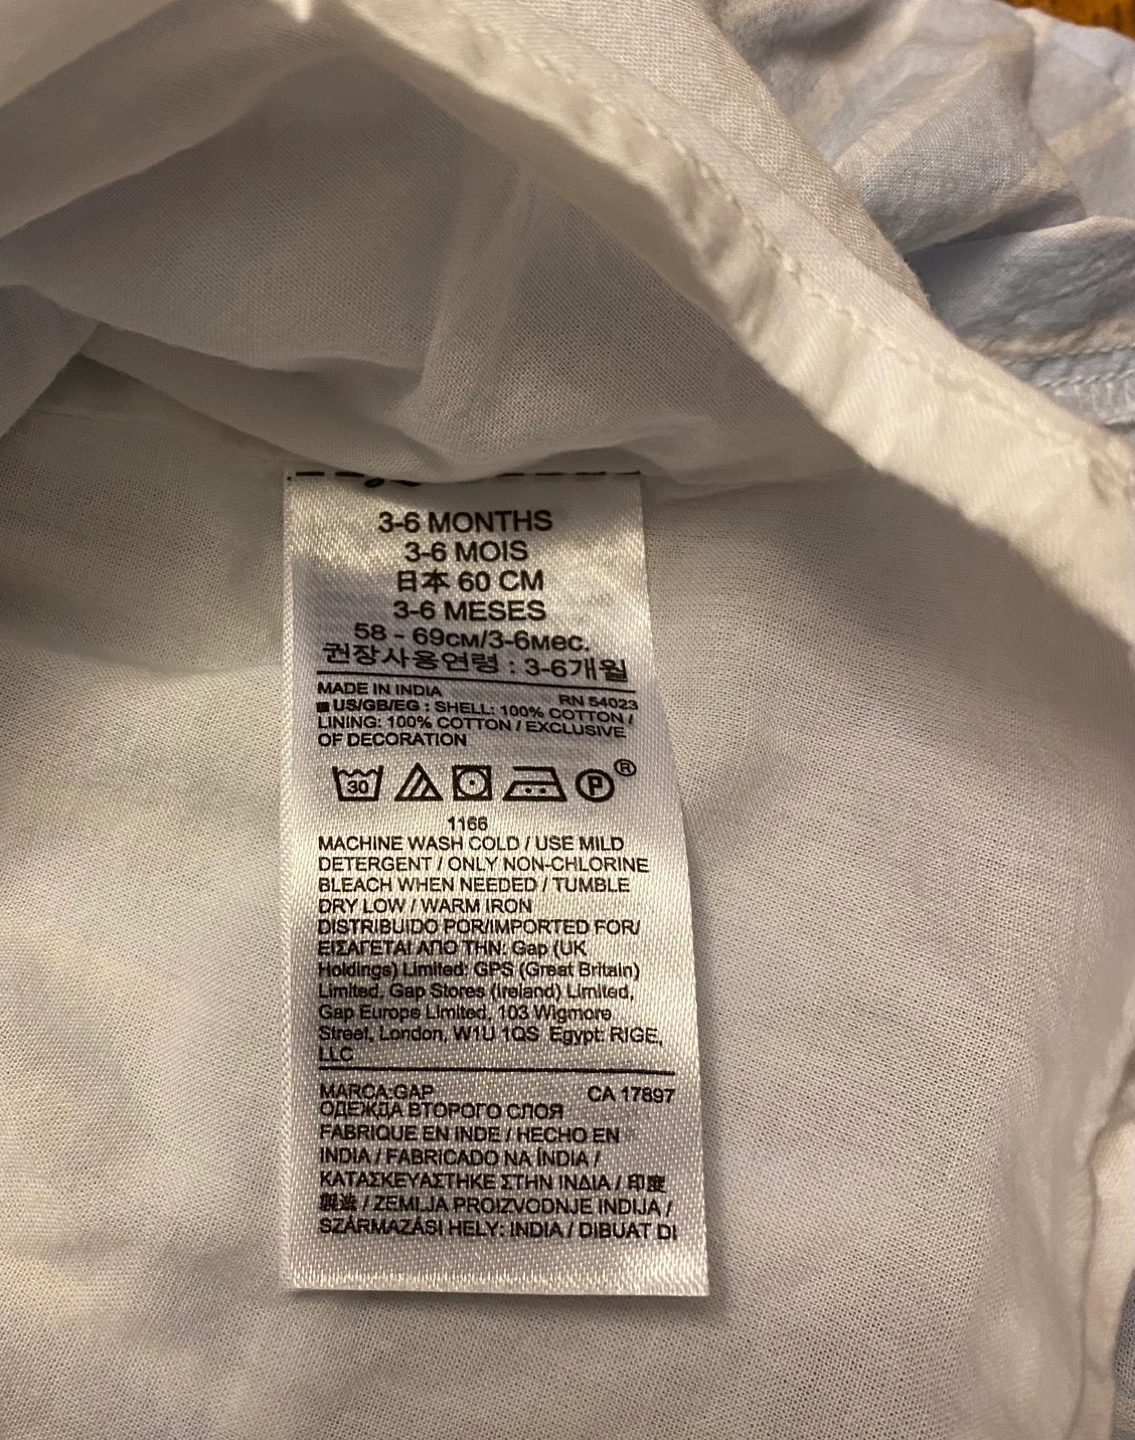 3-6 MONTHS
3-6 MOIS
日本 60 CM
3-6 MESES
58 - 69см/3-6мес.
권장사용연령 : 3-6개월
MADE IN INDIA RN 54023
US/GB/EG : SHELL: 100% COTTON /
LINING: 100% COTTON / EXCLUSIVE
OF DECORATION
30 P ®
1166
MACHINE WASH COLD / USE MILD
DETERGENT / ONLY NON-CHLORINE
BLEACH WHEN NEEDED / TUMBLE
DRY LOW / WARM IRON
DISTRIBUIDO POR/IMPORTED FOR/
ΕΙΣΑΓΕΤΑΙ ΑΠΟ ΤΗΝ: Gap (UK
Holdings) Limited: GPS (Great Britain)
Limited, Gap Stores (Ireland) Limited,
Gap Europe Limited, 103 Wigmore
Street, London, W1U 1QS Egypt: RIGE,
LLC
MARCA:GAP CA 17897
ОДЕЖДА ВТОРОГО СЛОЯ
FABRIQUE EN INDE / HECHO EN
INDIA / FABRICADO NA ÍNDIA /
ΚΑΤΑΣΚΕΥΑΣΤΗΚΕ ΣΤΗΝ ΙΝΔΙΑ / 印度
製造 / ZEMLJA PROIZVODNJE INDIJA /
SZÁRMAZÁSI HELY: INDIA / DIBUAT DI